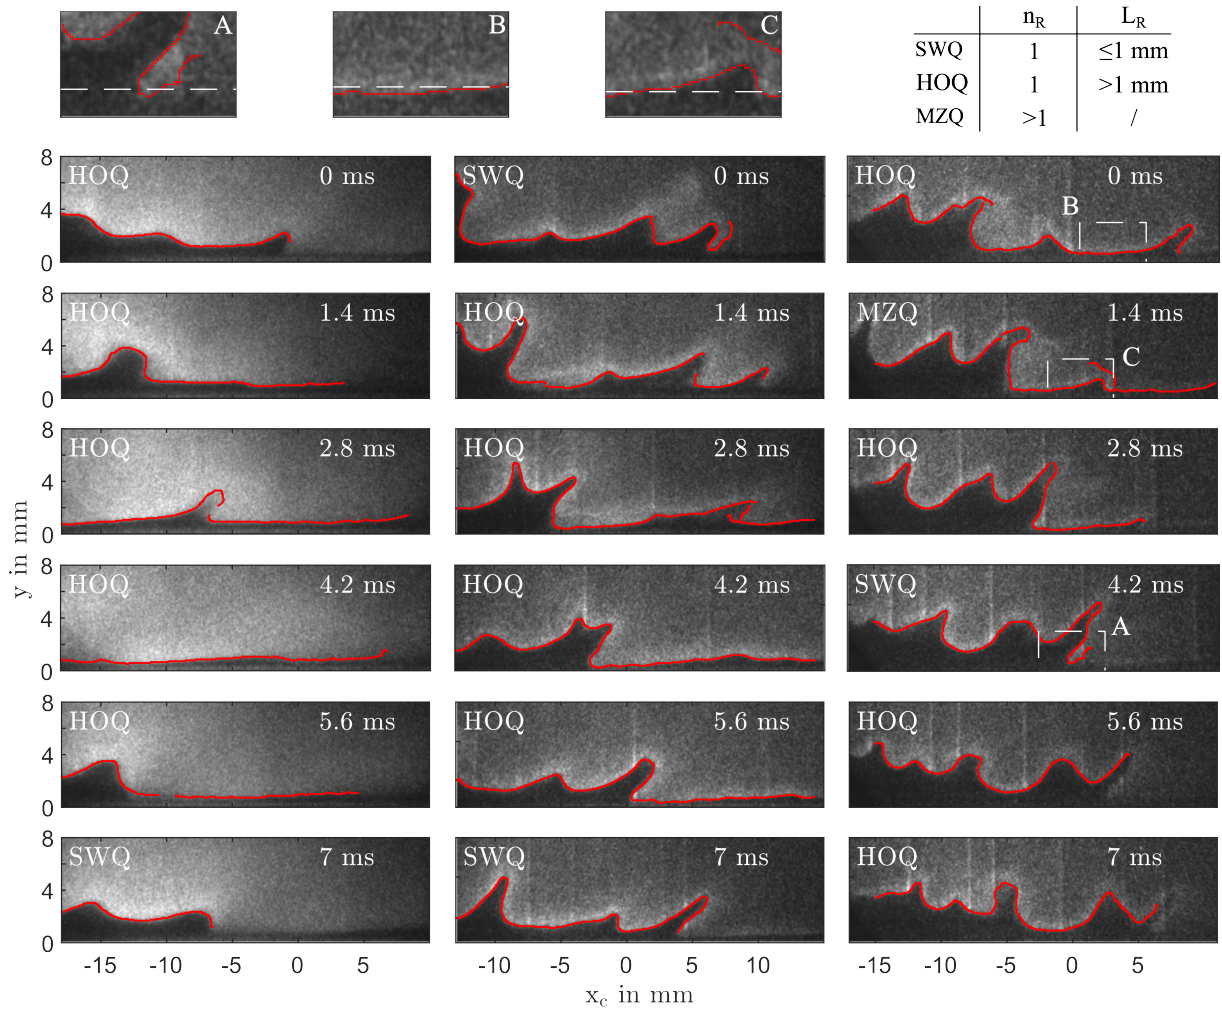 A
B
C
n_R L_R
SWQ 1 ≤1 mm
HOQ 1 >1 mm
MZQ >1 /
8
4
0
HOQ 0 ms
SWQ 0 ms
HOQ 0 ms
B
8
4
0
HOQ 1.4 ms
HOQ 1.4 ms
MZQ 1.4 ms
C
8
4
0
HOQ 2.8 ms
HOQ 2.8 ms
HOQ 2.8 ms
y in mm
8
4
0
HOQ 4.2 ms
HOQ 4.2 ms
SWQ 4.2 ms
A
8
4
0
HOQ 5.6 ms
HOQ 5.6 ms
HOQ 5.6 ms
8
4
0
SWQ 7 ms
SWQ 7 ms
HOQ 7 ms
-15 -10 -5 0 5
-10 -5 0 5 10
-15 -10 -5 0 5
x_c in mm